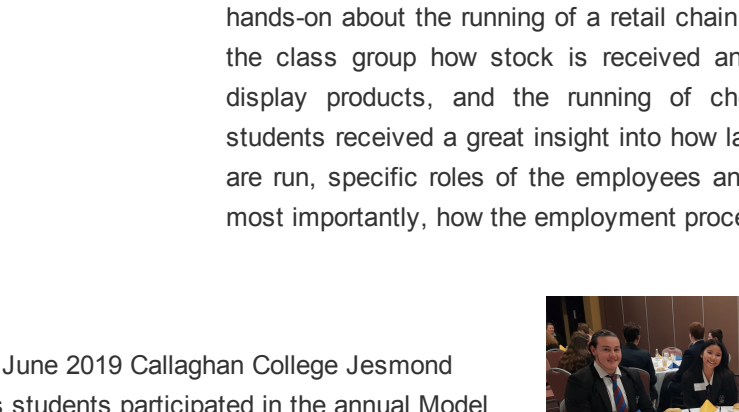 hands-on about the running of a retail chain
the class group how stock is received an
display products, and the running of ch
students received a great insight into how la
are run, specific roles of the employees an
most importantly, how the employment proce
June 2019 Callaghan College Jesmond
s students participated in the annual Model